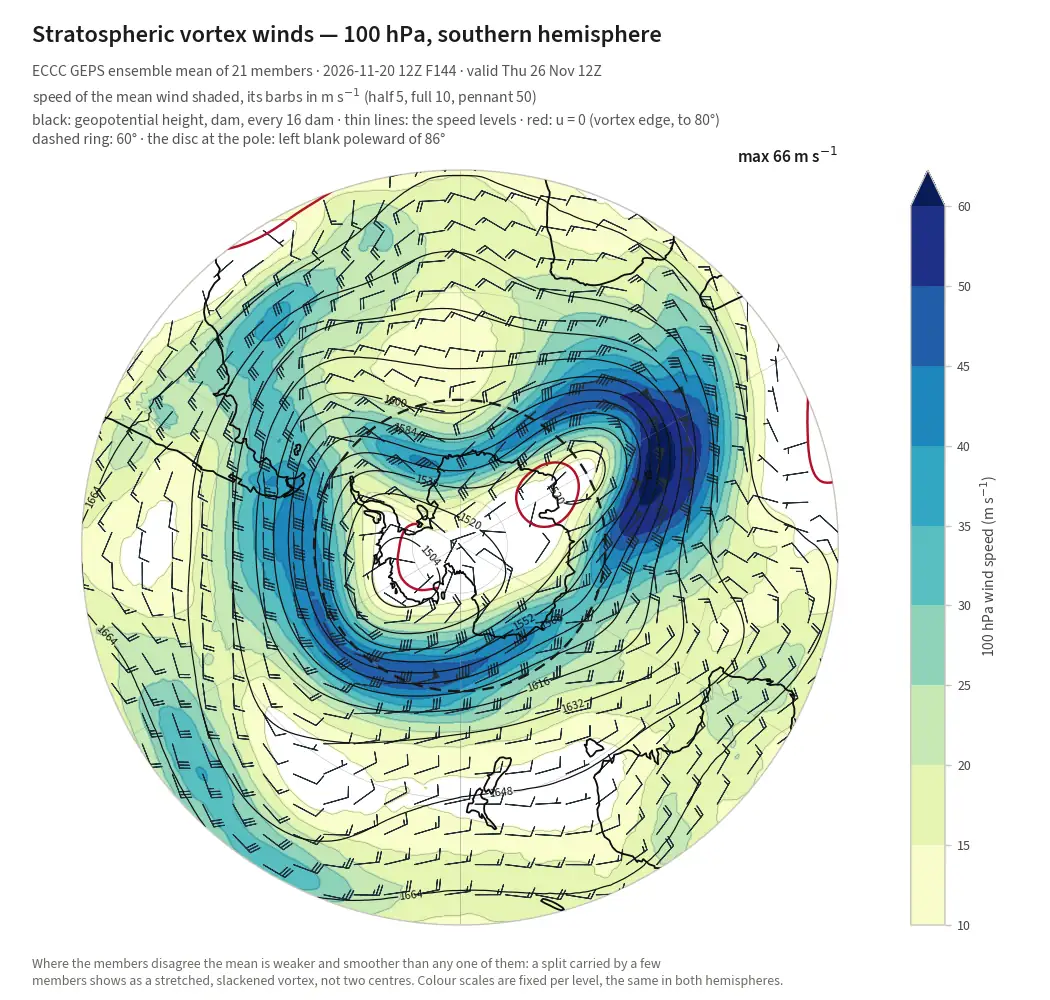 Stratospheric vortex winds — 100 hPa, southern hemisphere
ECCC GEPS ensemble mean of 21 members · 2026-11-20 12Z F144 · valid Thu 26 Nov 12Z
speed of the mean wind shaded, its barbs in m s⁻¹ (half 5, full 10, pennant 50)
black: geopotential height, dam, every 16 dam · thin lines: the speed levels · red: u = 0 (vortex edge, to 80°)
dashed ring: 60° · the disc at the pole: left blank poleward of 86°
max 66 m s⁻¹
60
50
45
40
35
30
25
20
15
10
100 hPa wind speed (m s⁻¹)
1600
1584
1520
1504
1552
1616
1632
1648
1664
1664
1664
Where the members disagree the mean is weaker and smoother than any one of them: a split carried by a few
members shows as a stretched, slackened vortex, not two centres. Colour scales are fixed per level, the same in both hemispheres.